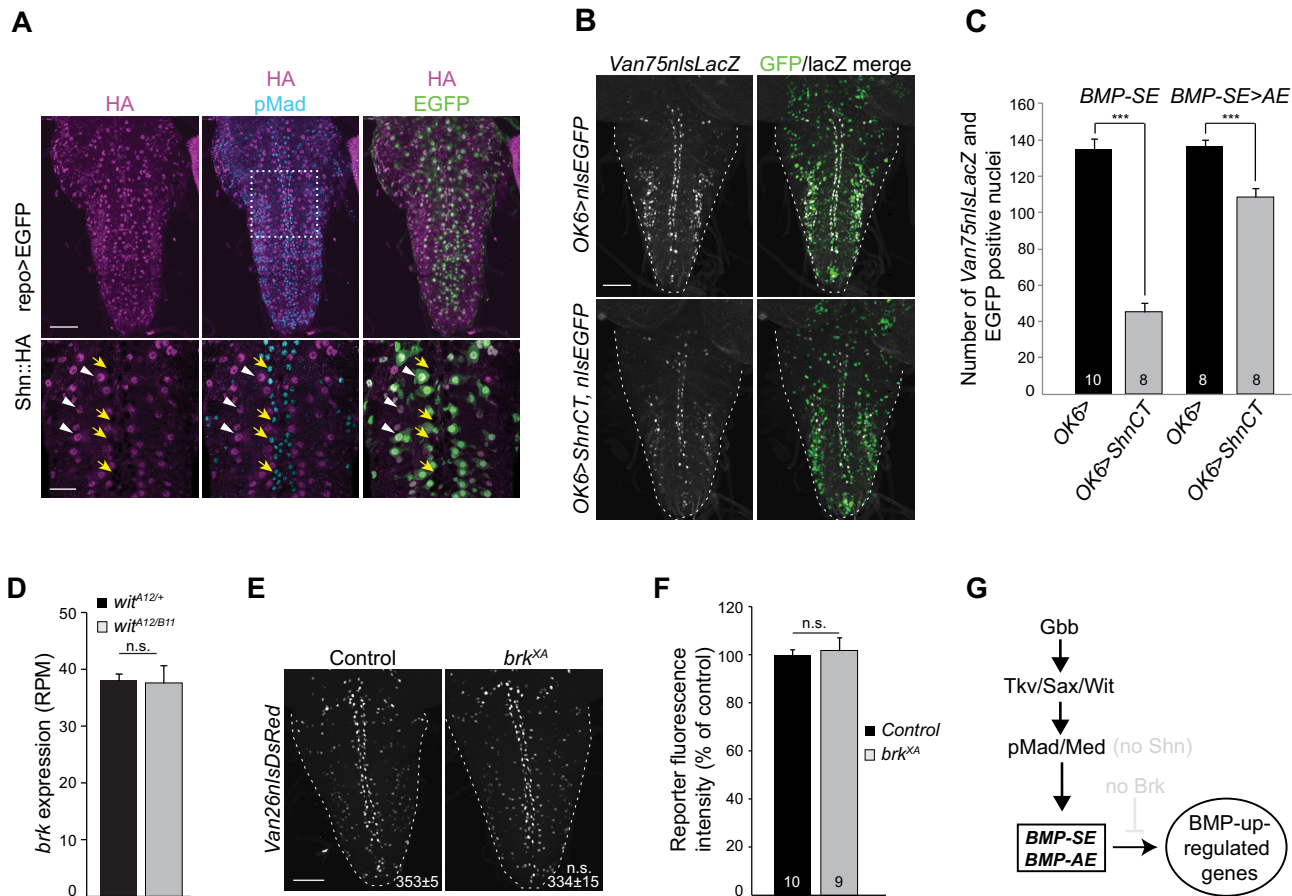 A
HA
HA
pMad
HA
EGFP
repo>EGFP
Shn::HA
B
Van75nlsLacZ
GFP/lacZ merge
OK6>nlsEGFP
OK6>ShnCT, nlsEGFP
C
BMP-SE
BMP-SE>AE
***
***
Number of Van75nlsLacZ and
EGFP positive nuclei
160
140
120
100
80
60
40
20
0
10
8
8
8
OK6>
OK6>ShnCT
OK6>
OK6>ShnCT
D
witA12/+
witA12/B11
n.s.
brk expression (RPM)
50
40
30
20
10
0
E
Control
brkXA
Van26nlsDsRed
353±5
n.s.
334±15
F
Reporter fluorescence
intensity (% of control)
120
100
80
60
40
20
0
n.s.
10
9
Control
brkXA
G
Gbb
Tkv/Sax/Wit
pMad/Med (no Shn)
no Brk
BMP-SE
BMP-AE
BMP-up-
regulated
genes